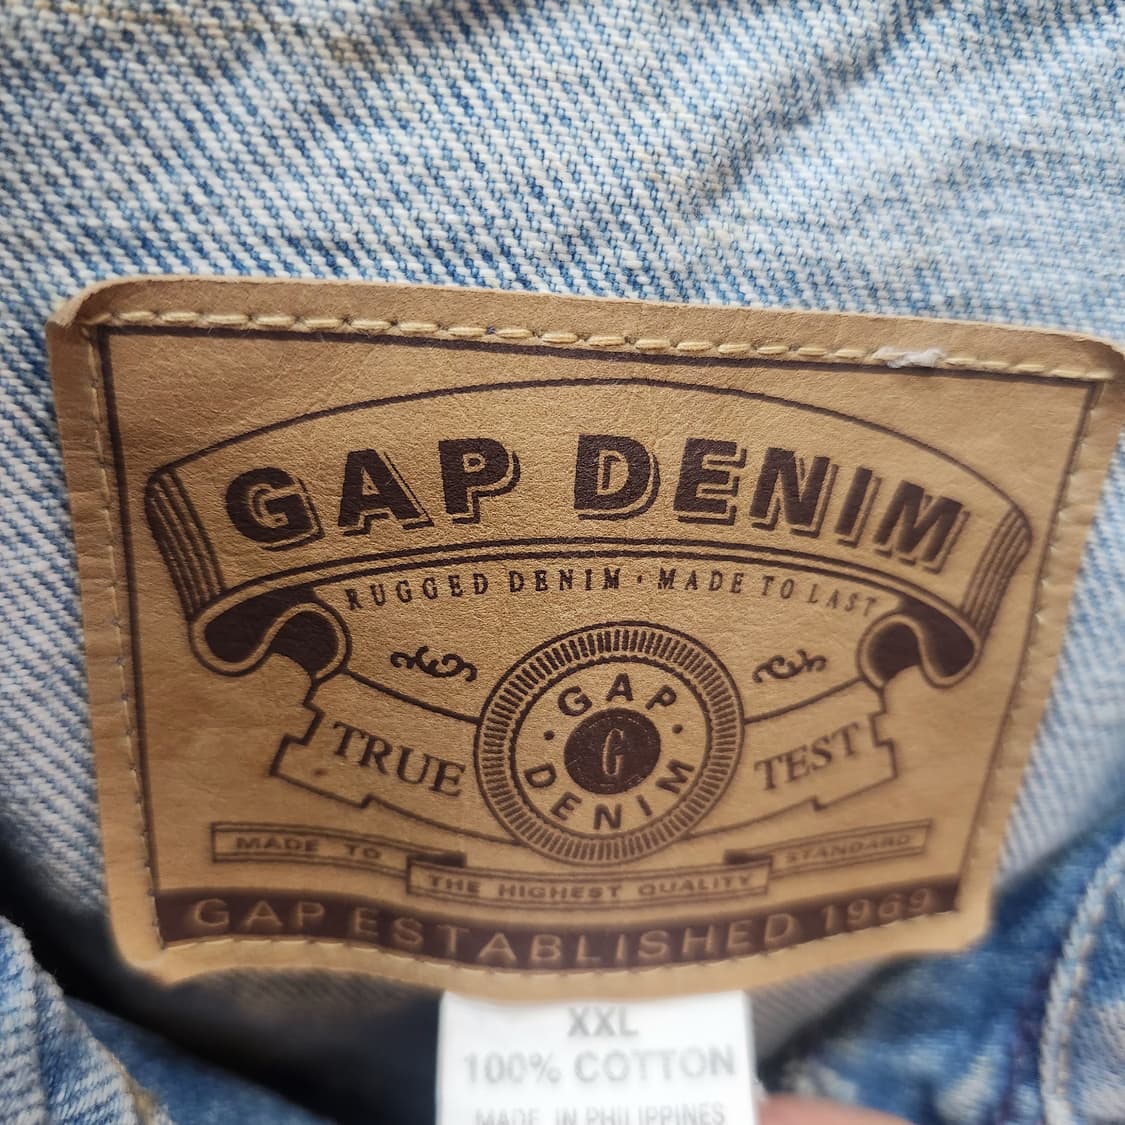 GAP DENIM
RUGGED DENIM · MADE TO LAST
GAP
G
DENIM
TRUE TEST
MADE TO
THE HIGHEST QUALITY
STANDARD
GAP ESTABLISHED 1969
XXL
100% COTTON
MADE IN PHILIPPINES